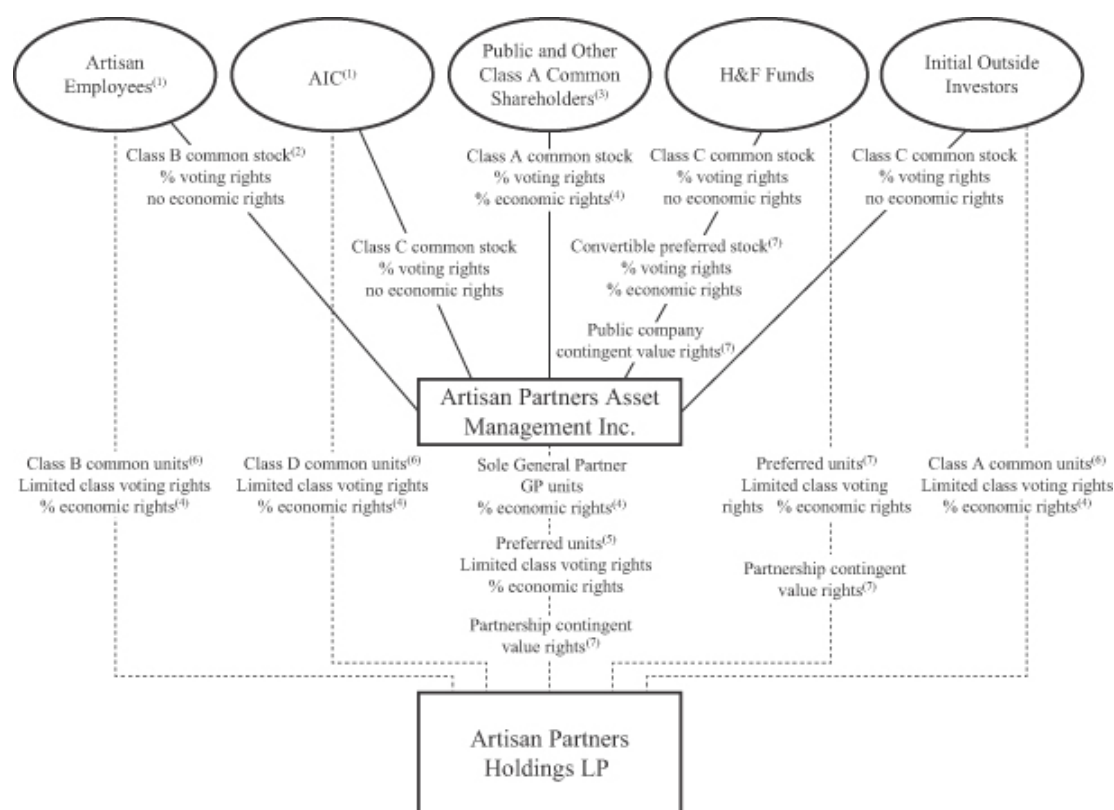 Artisan
Employees(1)
AIC(1)
Public and Other
Class A Common
Shareholders(3)
H&F Funds
Initial Outside
Investors
Class B common stock(2)
% voting rights
no economic rights
Class C common stock
% voting rights
no economic rights
Class A common stock
% voting rights
% economic rights(4)
Class C common stock
% voting rights
no economic rights
Convertible preferred stock(7)
% voting rights
% economic rights
Public company
contingent value rights(7)
Class C common stock
% voting rights
no economic rights
Artisan Partners Asset
Management Inc.
Class B common units(6)
Limited class voting rights
% economic rights(4)
Class D common units(6)
Limited class voting rights
% economic rights(4)
Sole General Partner
GP units
% economic rights(4)
Preferred units(5)
Limited class voting rights
% economic rights
Partnership contingent
value rights(7)
Preferred units(7)
Limited class voting
rights % economic rights
Partnership contingent
value rights(7)
Class A common units(6)
Limited class voting rights
% economic rights(4)
Artisan Partners
Holdings LP